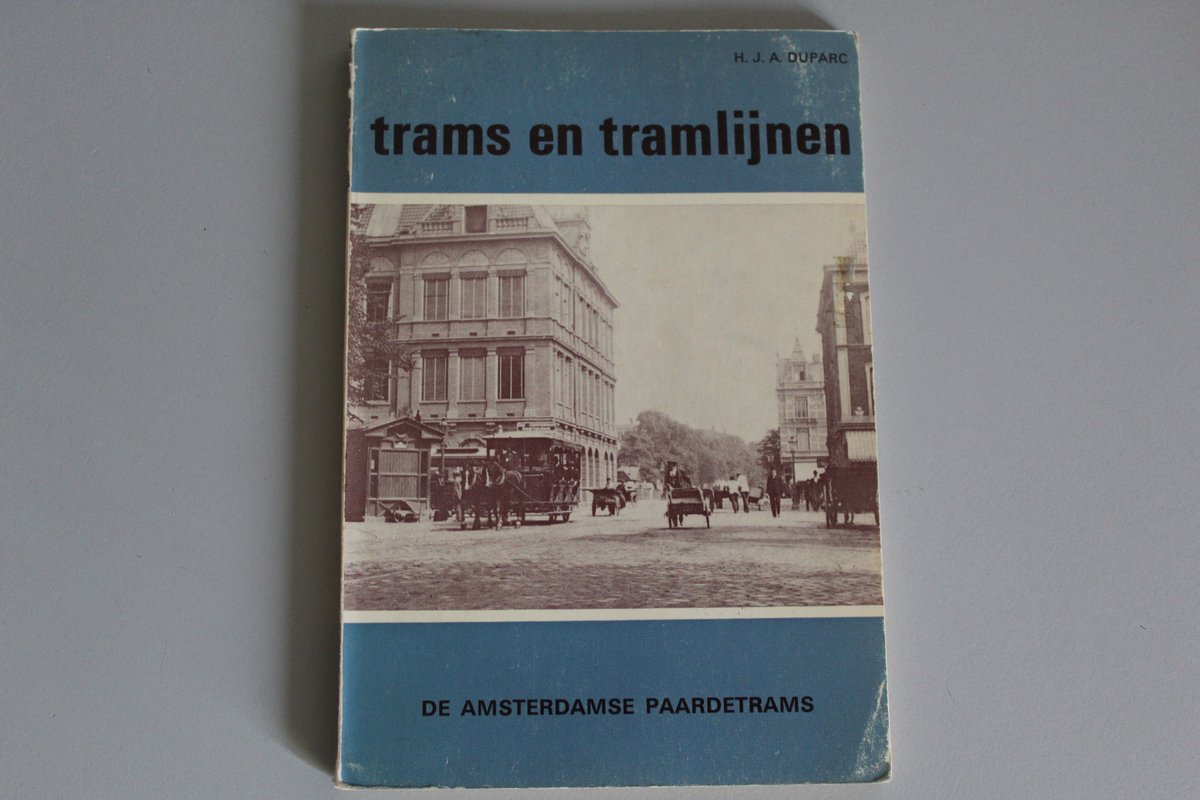 H. J. A. DUPARC
trams en tramlijnen
DE AMSTERDAMSE PAARDETRAMS